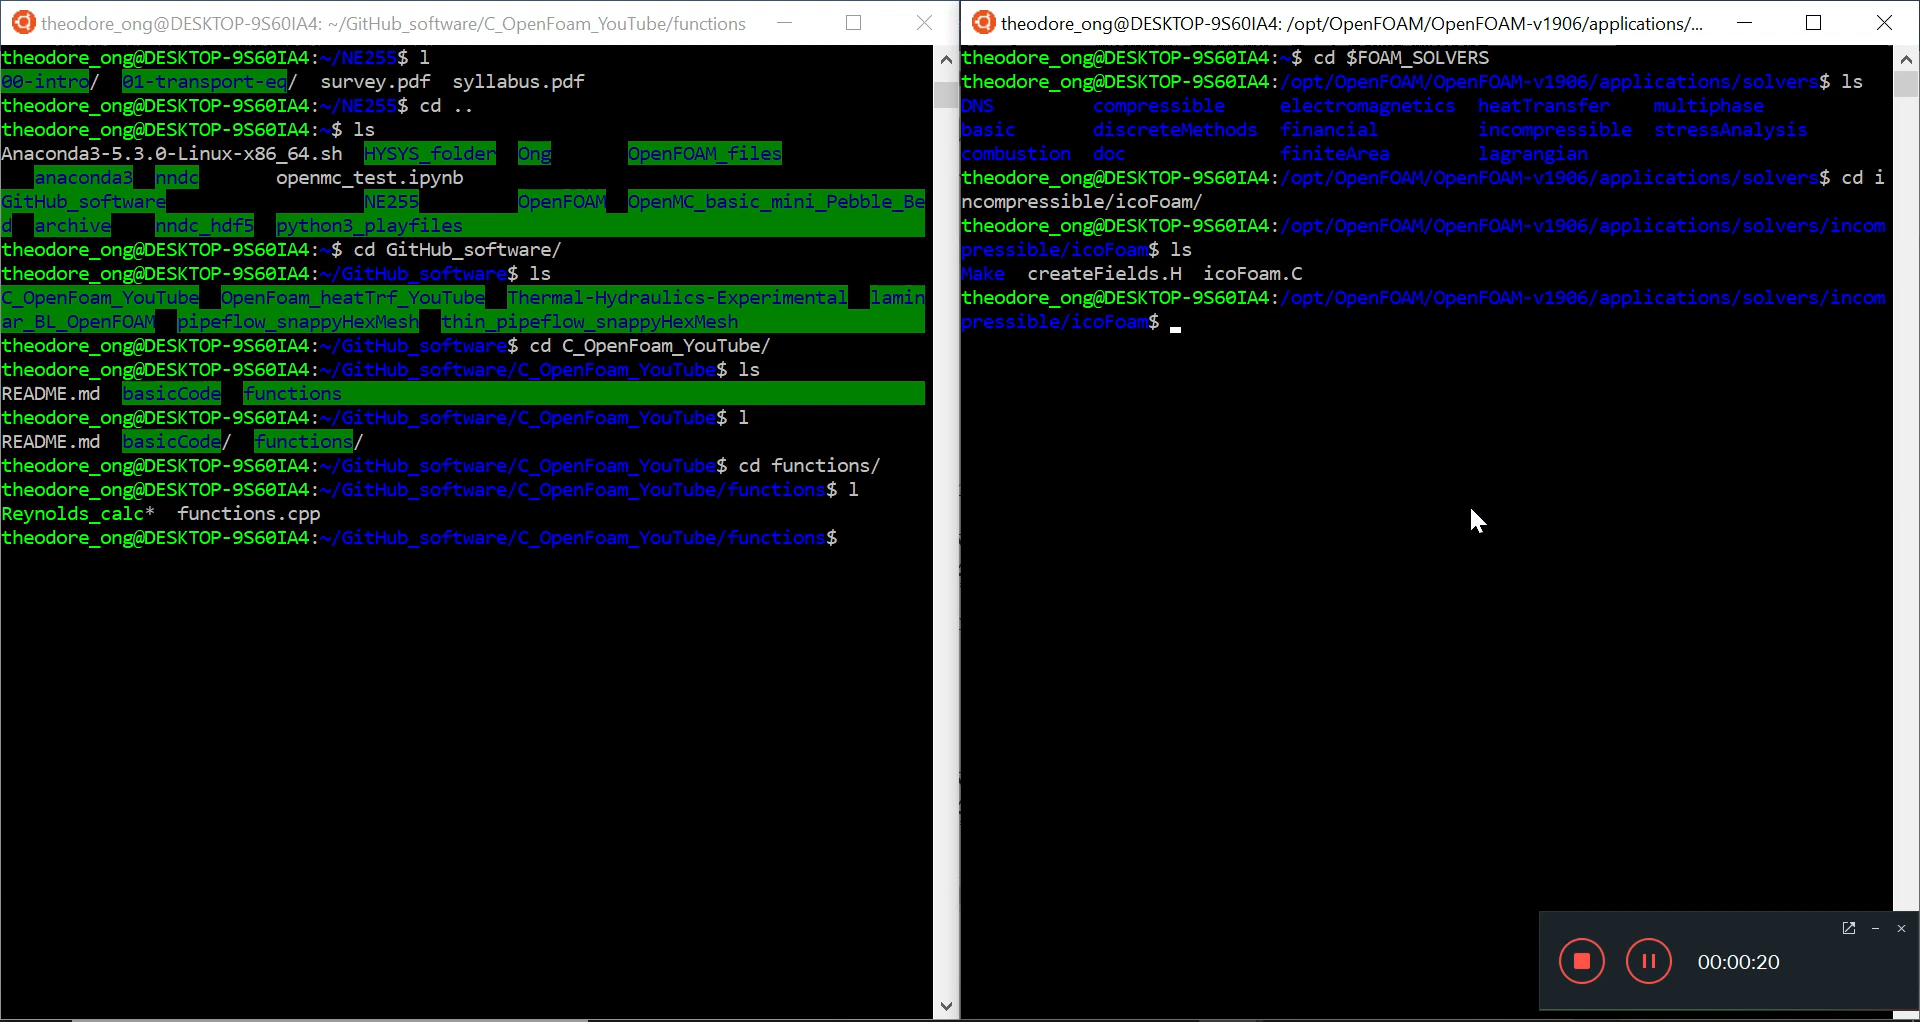 theodore_ong@DESKTOP-9S60IA4: ~/GitHub_software/C_OpenFoam_YouTube/functions
theodore_ong@DESKTOP-9S60IA4:~/NE255$ l
00-intro/  01-transport-eq/  survey.pdf  syllabus.pdf
theodore_ong@DESKTOP-9S60IA4:~/NE255$ cd ..
theodore_ong@DESKTOP-9S60IA4:~$ ls
Anaconda3-5.3.0-Linux-x86_64.sh  HYSYS_folder  Ong       OpenFOAM_files
   anaconda3  nndc       openmc_test.ipynb
GitHub_software                  NE255         OpenFOAM  OpenMC_basic_mini_Pebble_Be
d  archive    nndc_hdf5  python3_playfiles
theodore_ong@DESKTOP-9S60IA4:~$ cd GitHub_software/
theodore_ong@DESKTOP-9S60IA4:~/GitHub_software$ ls
C_OpenFoam_YouTube  OpenFoam_heatTrf_YouTube  Thermal-Hydraulics-Experimental  lamin
ar_BL_OpenFOAM  pipeflow_snappyHexMesh  thin_pipeflow_snappyHexMesh
theodore_ong@DESKTOP-9S60IA4:~/GitHub_software$ cd C_OpenFoam_YouTube/
theodore_ong@DESKTOP-9S60IA4:~/GitHub_software/C_OpenFoam_YouTube$ ls
README.md  basicCode  functions
theodore_ong@DESKTOP-9S60IA4:~/GitHub_software/C_OpenFoam_YouTube$ l
README.md  basicCode/  functions/
theodore_ong@DESKTOP-9S60IA4:~/GitHub_software/C_OpenFoam_YouTube$ cd functions/
theodore_ong@DESKTOP-9S60IA4:~/GitHub_software/C_OpenFoam_YouTube/functions$ l
Reynolds_calc*  functions.cpp
theodore_ong@DESKTOP-9S60IA4:~/GitHub_software/C_OpenFoam_YouTube/functions$
theodore_ong@DESKTOP-9S60IA4: /opt/OpenFOAM/OpenFOAM-v1906/applications/...
theodore_ong@DESKTOP-9S60IA4:~$ cd $FOAM_SOLVERS
theodore_ong@DESKTOP-9S60IA4:/opt/OpenFOAM/OpenFOAM-v1906/applications/solvers$ ls
DNS         compressible     electromagnetics  heatTransfer    multiphase
basic       discreteMethods  financial         incompressible  stressAnalysis
combustion  doc              finiteArea        lagrangian
theodore_ong@DESKTOP-9S60IA4:/opt/OpenFOAM/OpenFOAM-v1906/applications/solvers$ cd i
ncompressible/icoFoam/
theodore_ong@DESKTOP-9S60IA4:/opt/OpenFOAM/OpenFOAM-v1906/applications/solvers/incom
pressible/icoFoam$ ls
Make  createFields.H  icoFoam.C
theodore_ong@DESKTOP-9S60IA4:/opt/OpenFOAM/OpenFOAM-v1906/applications/solvers/incom
pressible/icoFoam$
00:00:20